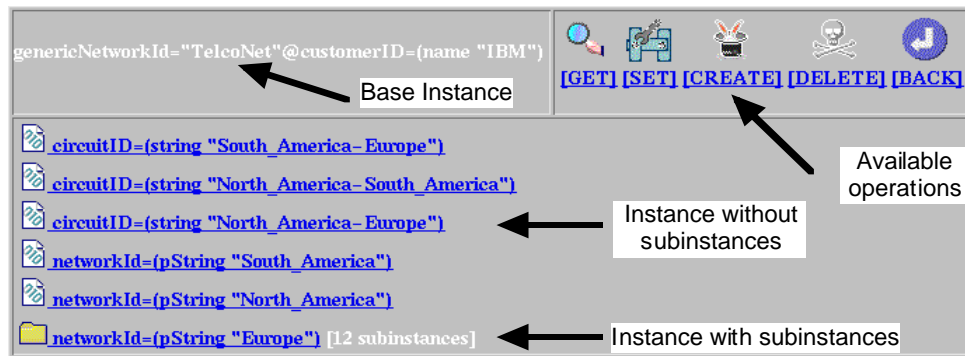 genericNetworkId="TelcoNet"@customerID=(name "IBM")
[GET] [SET] [CREATE] [DELETE] [BACK]
Base Instance
circuitID=(string "South_America-Europe")
Available
operations
circuitID=(string "North_America-South_America")
circuitID=(string "North_America-Europe")
Instance without
subinstances
networkId=(pString "South_America")
networkId=(pString "North_America")
networkId=(pString "Europe") [12 subinstances]
Instance with subinstances